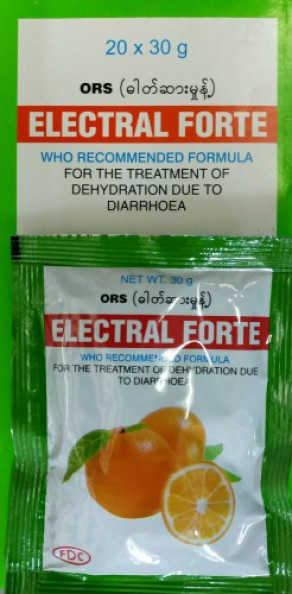 20 x 30 g
ORS (ဓါတ်ဆားမှုန့်)
ELECTRAL FORTE
WHO RECOMMENDED FORMULA
FOR THE TREATMENT OF
DEHYDRATION DUE TO
DIARRHOEA
NET WT. 30 g
ORS (ဓါတ်ဆားမှုန့်)
ELECTRAL FORTE
WHO RECOMMENDED FORMULA
FOR THE TREATMENT OF DEHYDRATION DUE
TO DIARRHOEA
FDC